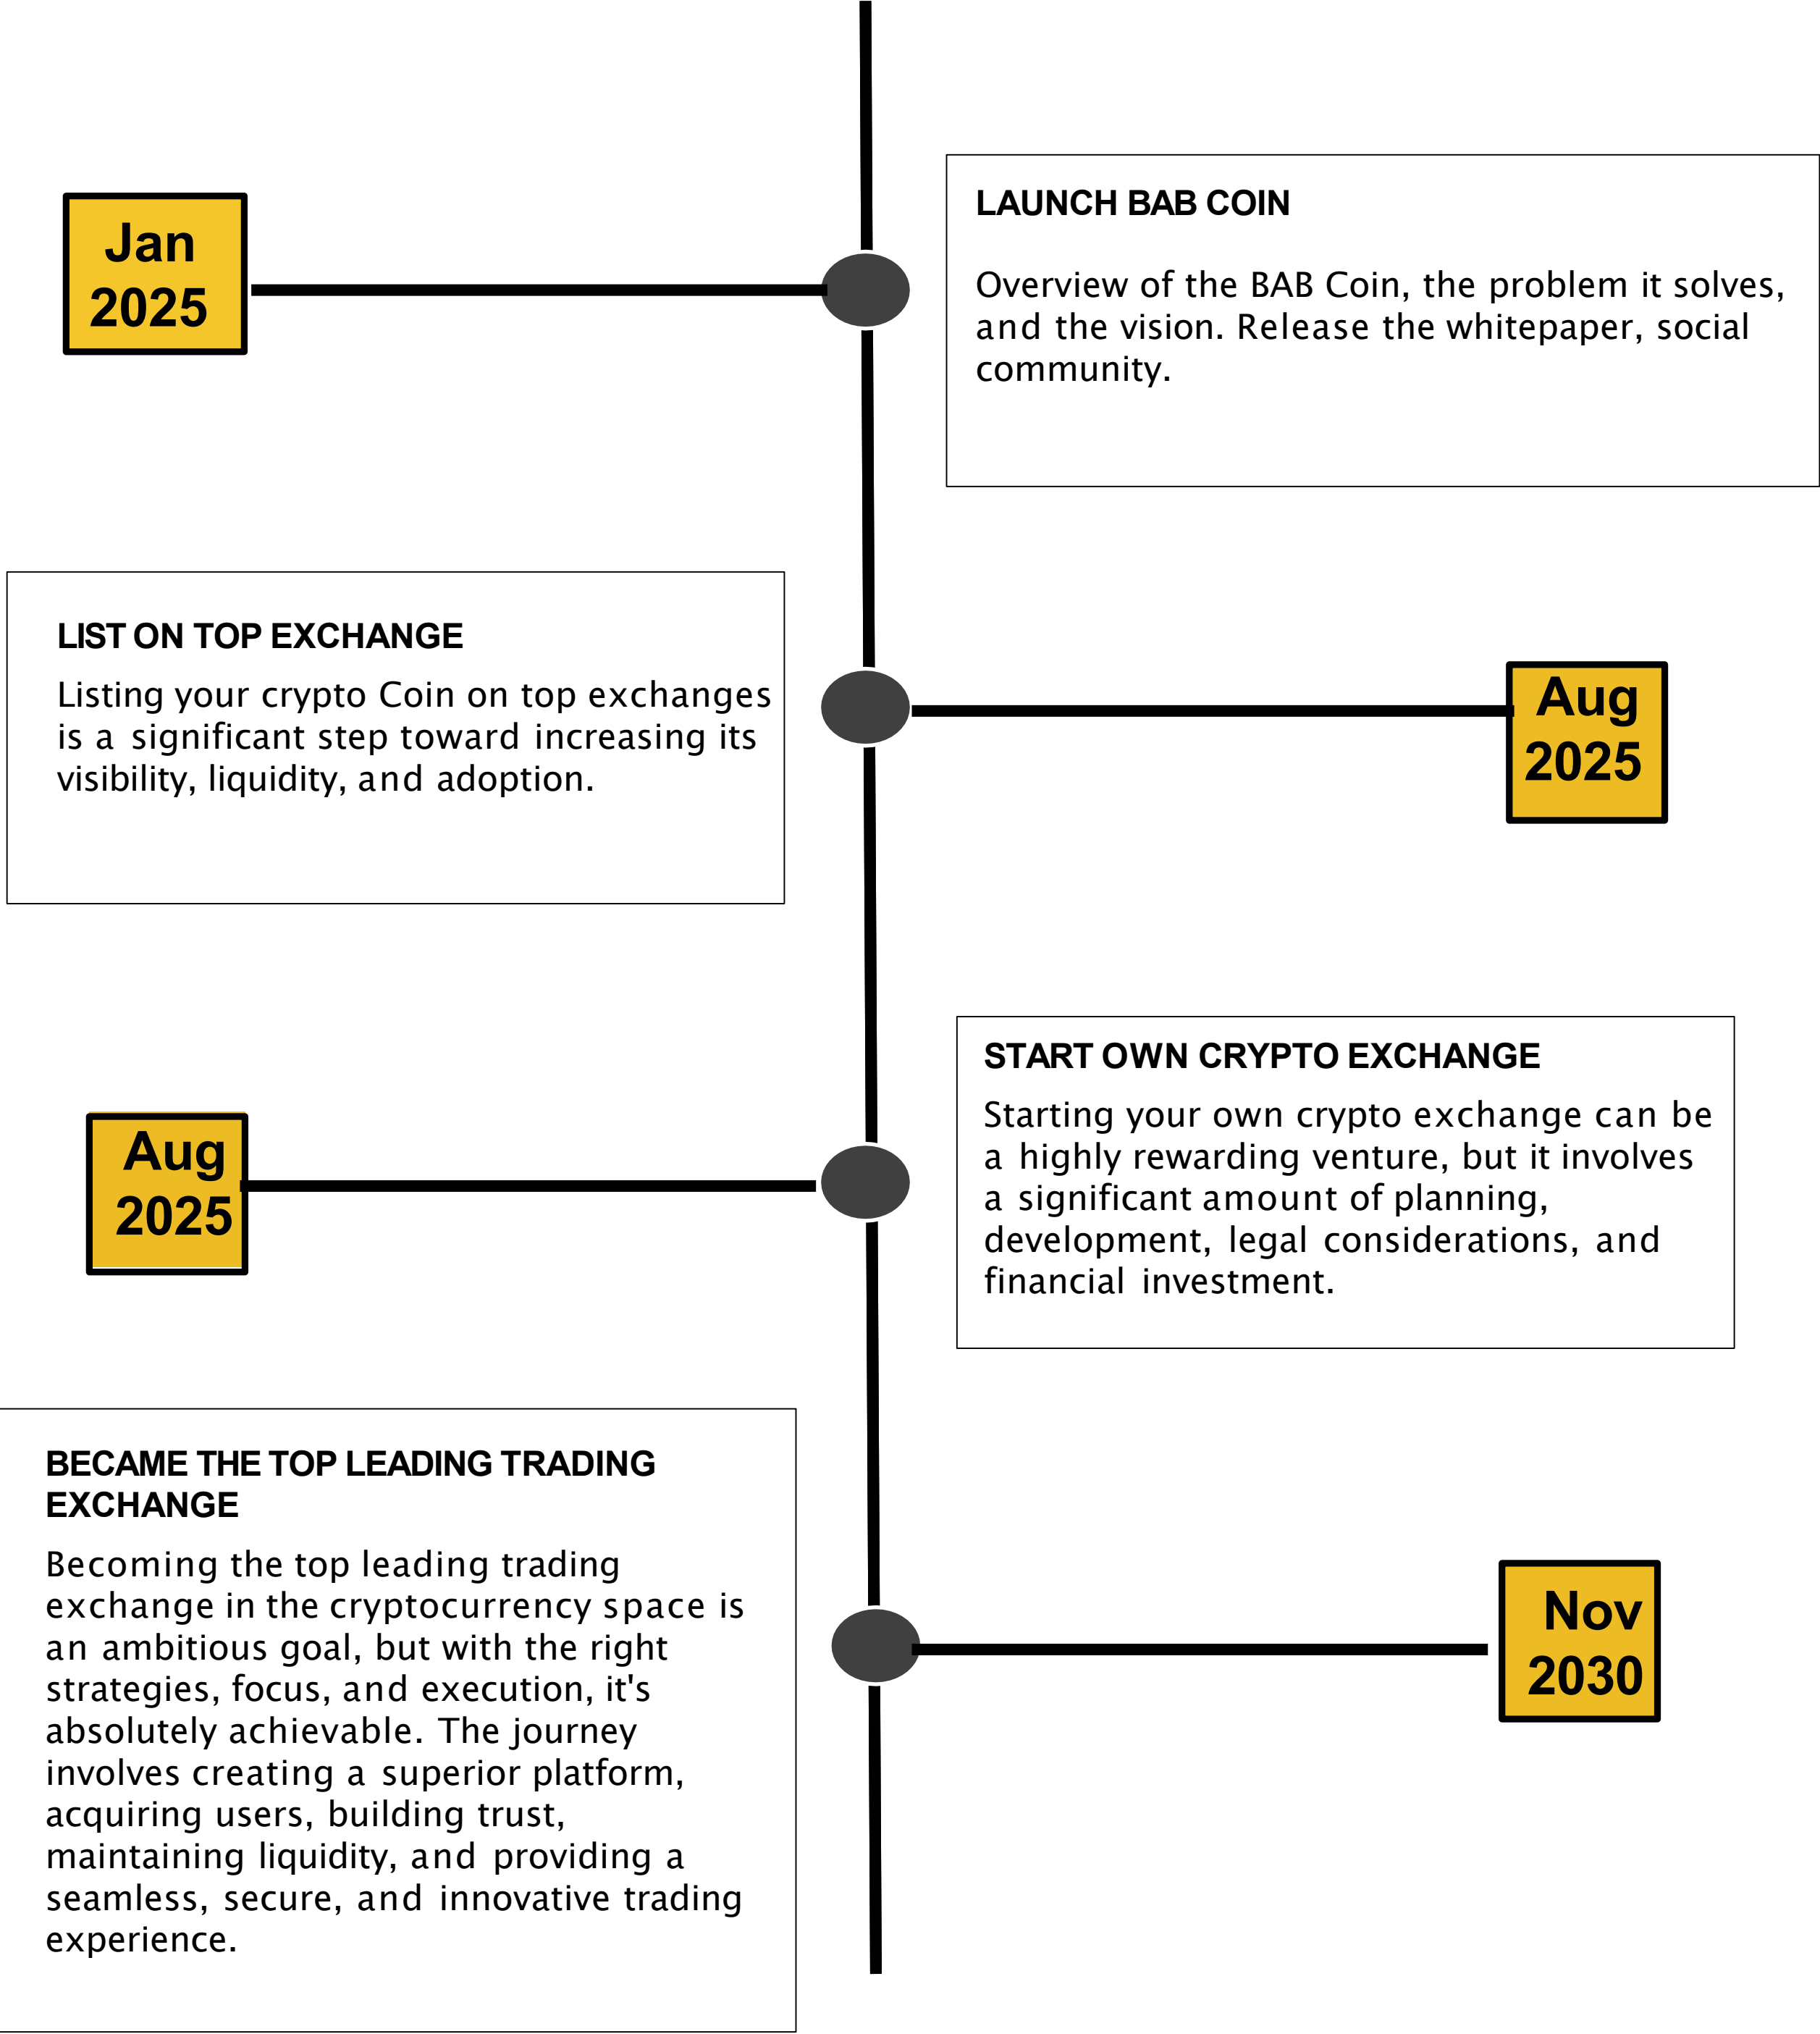 Jan
2025
LAUNCH BAB COIN
Overview of the BAB Coin, the problem it solves,
and the vision. Release the whitepaper, social
community.
LIST ON TOP EXCHANGE
Listing your crypto Coin on top exchanges
is a significant step toward increasing its
visibility, liquidity, and adoption.
Aug
2025
Aug
2025
START OWN CRYPTO EXCHANGE
Starting your own crypto exchange can be
a highly rewarding venture, but it involves
a significant amount of planning,
development, legal considerations, and
financial investment.
BECAME THE TOP LEADING TRADING
EXCHANGE
Becoming the top leading trading
exchange in the cryptocurrency space is
an ambitious goal, but with the right
strategies, focus, and execution, it's
absolutely achievable. The journey
involves creating a superior platform,
acquiring users, building trust,
maintaining liquidity, and providing a
seamless, secure, and innovative trading
experience.
Nov
2030